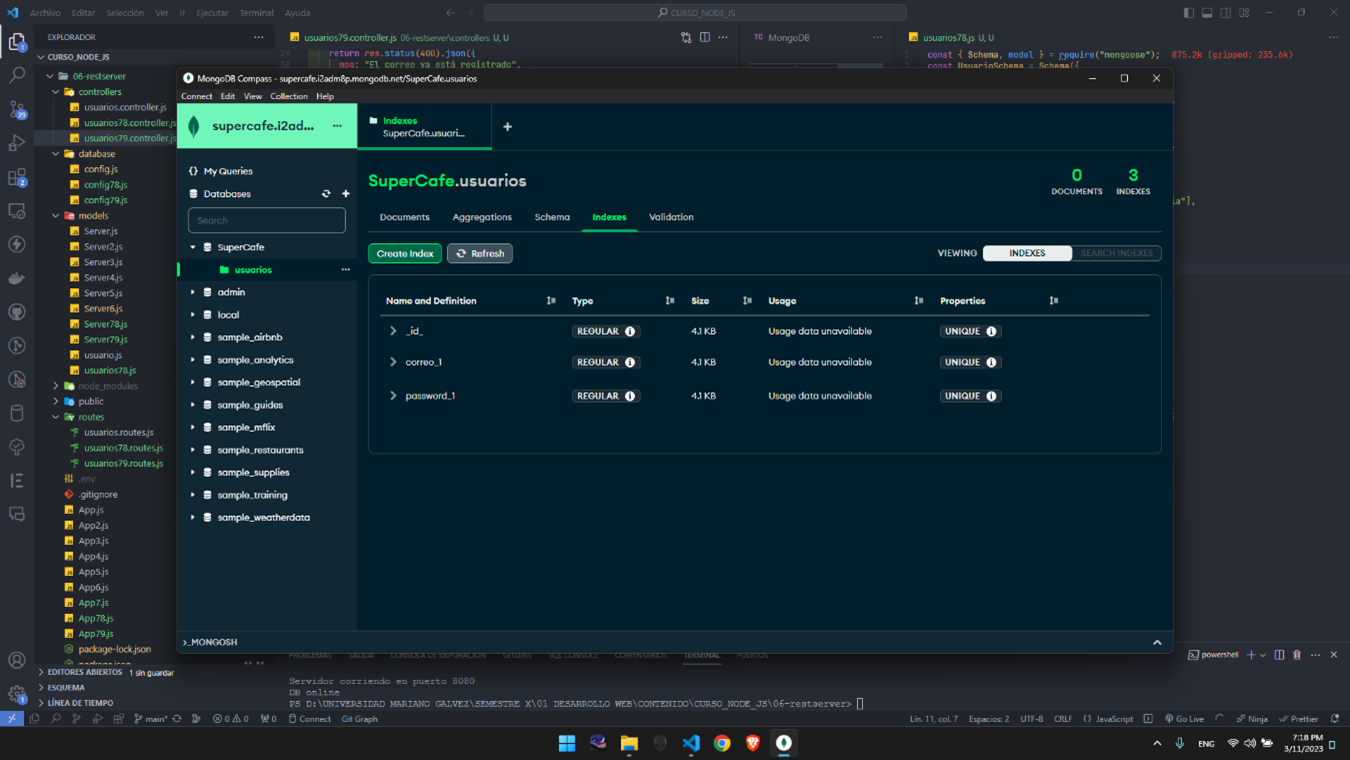 Archivo Editar Selección Ver Ir Ejecutar Terminal Ayuda
CURSO_NODE_JS
EXPLORADOR
CURSO_NODE_JS
06-restserver
controllers
usuarios.controller.js
usuarios78.controller.js
usuarios79.controller.js
database
config.js
config78.js
config79.js
models
Server.js
Server2.js
Server3.js
Server4.js
Server5.js
Server6.js
Server78.js
Server79.js
usuario.js
usuarios78.js
node_modules
public
routes
usuarios.routes.js
usuarios78.routes.js
usuarios79.routes.js
.env
.gitignore
App.js
App2.js
App3.js
App4.js
App5.js
App6.js
App7.js
App78.js
App79.js
package-lock.json
package.json
EDITORES ABIERTOS 1 sin guardar
ESQUEMA
LÍNEA DE TIEMPO
usuarios79.controller.js 06-restserver\controllers U, U
29 return res.status(400).json({
msg: "El correo ya está registrado",
TC MongoDB
usuarios78.js U, U
1 const { Schema, model } = require("mongoose"); 875.2k (gzipped: 235.6k)
const UsuarioSchema = Schema({
ia"],
MongoDB Compass - supercafe.i2adm8p.mongodb.net/SuperCafe.usuarios
Connect Edit View Collection Help
supercafe.i2ad...
Indexes
SuperCafe.usuari...
{} My Queries
Databases
Search
SuperCafe
usuarios
admin
local
sample_airbnb
sample_analytics
sample_geospatial
sample_guides
sample_mflix
sample_restaurants
sample_supplies
sample_training
sample_weatherdata
SuperCafe.usuarios
0
DOCUMENTS
3
INDEXES
Documents Aggregations Schema Indexes Validation
Create Index Refresh
VIEWING INDEXES SEARCH INDEXES
Name and Definition Type Size Usage Properties
_id_ REGULAR 4.1 KB Usage data unavailable UNIQUE
correo_1 REGULAR 4.1 KB Usage data unavailable UNIQUE
password_1 REGULAR 4.1 KB Usage data unavailable UNIQUE
>_MONGOSH
PROBLEMAS SALIDA CONSOLA DE DEPURACIÓN GITLENS SQL CONSOLE COMENTARIOS TERMINAL PUERTOS
powershell
Servidor corriendo en puerto 8080
DB online
PS D:\UNIVERSIDAD MARIANO GALVEZ\SEMESTRE X\01 DESARROLLO WEB\CONTENIDO\CURSO_NODE_JS\06-restserver>
main* 0 0 0 Connect Git Graph
Lín. 11, col. 7 Espacios: 2 UTF-8 CRLF {} JavaScript Go Live Ninja Prettier
ENG
7:18 PM
3/11/2023